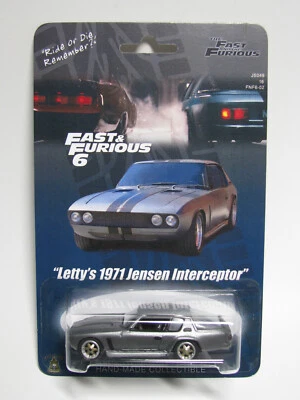 "Ride Or Die,
Remember?"
THE
FAST
FURIOUS
FAST &
FURIOUS
6
"Letty's 1971 Jensen Interceptor"
HAND-MADE COLLECTIBLE